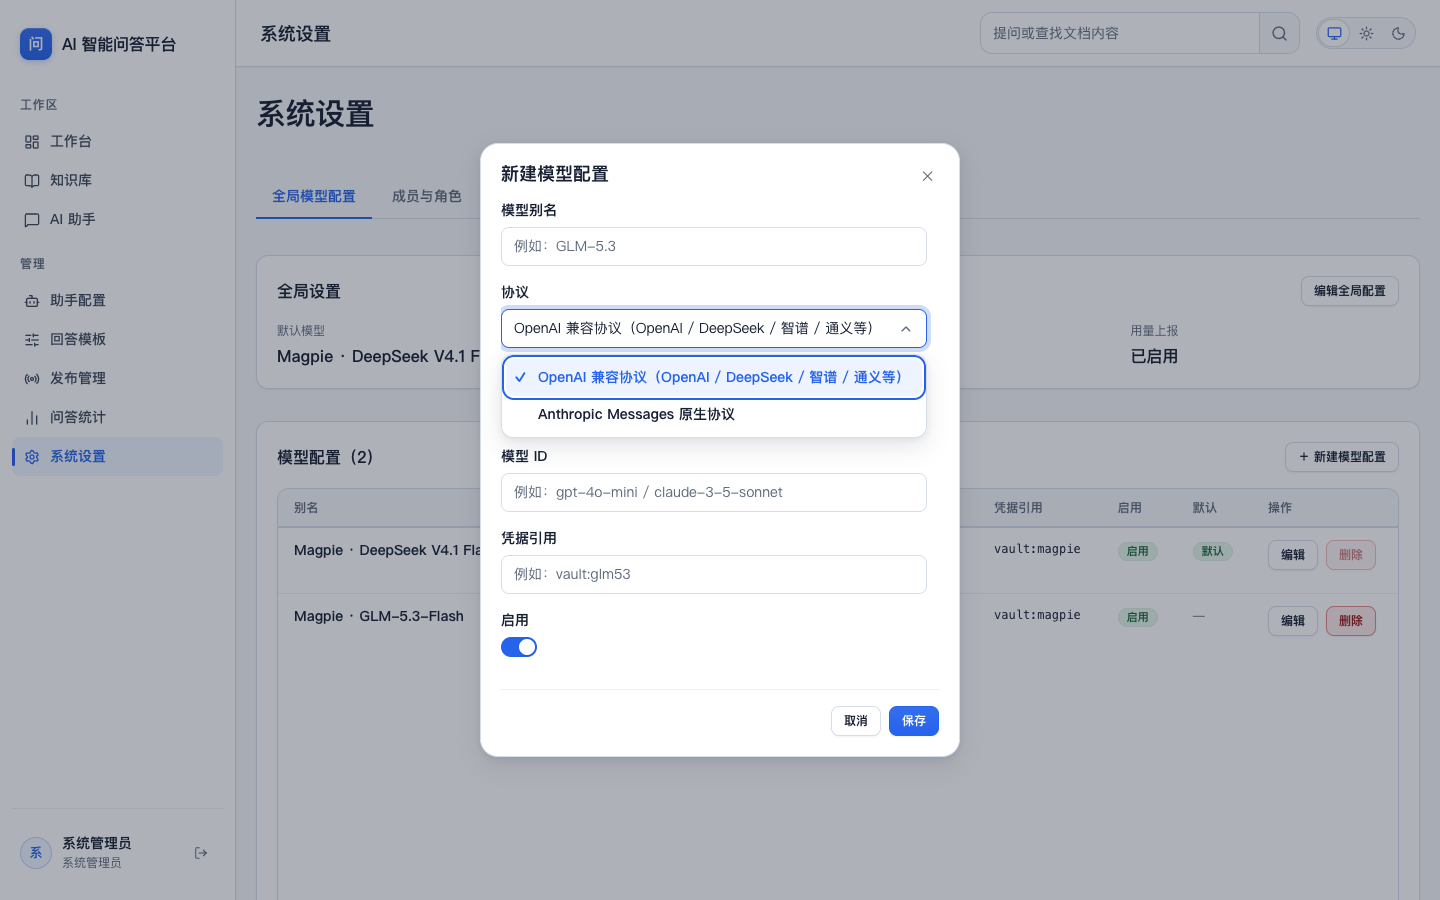 问
AI 智能问答平台
系统设置
提问或查找文档内容
工作区
工作台
知识库
AI 助手
管理
助手配置
回答模板
发布管理
问答统计
系统设置
系
系统管理员
系统管理员
系统设置
全局模型配置
成员与角色
全局设置
编辑全局配置
默认模型
Magpie · DeepSeek V4.1 F
用量上报
已启用
模型配置（2）
+ 新建模型配置
别名
凭据引用
启用
默认
操作
Magpie · DeepSeek V4.1 Fla
vault:magpie
启用
默认
编辑
删除
Magpie · GLM-5.3-Flash
vault:magpie
启用
—
编辑
删除
新建模型配置
模型别名
例如：GLM-5.3
协议
OpenAI 兼容协议（OpenAI / DeepSeek / 智谱 / 通义等）
OpenAI 兼容协议（OpenAI / DeepSeek / 智谱 / 通义等）
Anthropic Messages 原生协议
模型 ID
例如：gpt-4o-mini / claude-3-5-sonnet
凭据引用
例如：vault:glm53
启用
取消
保存